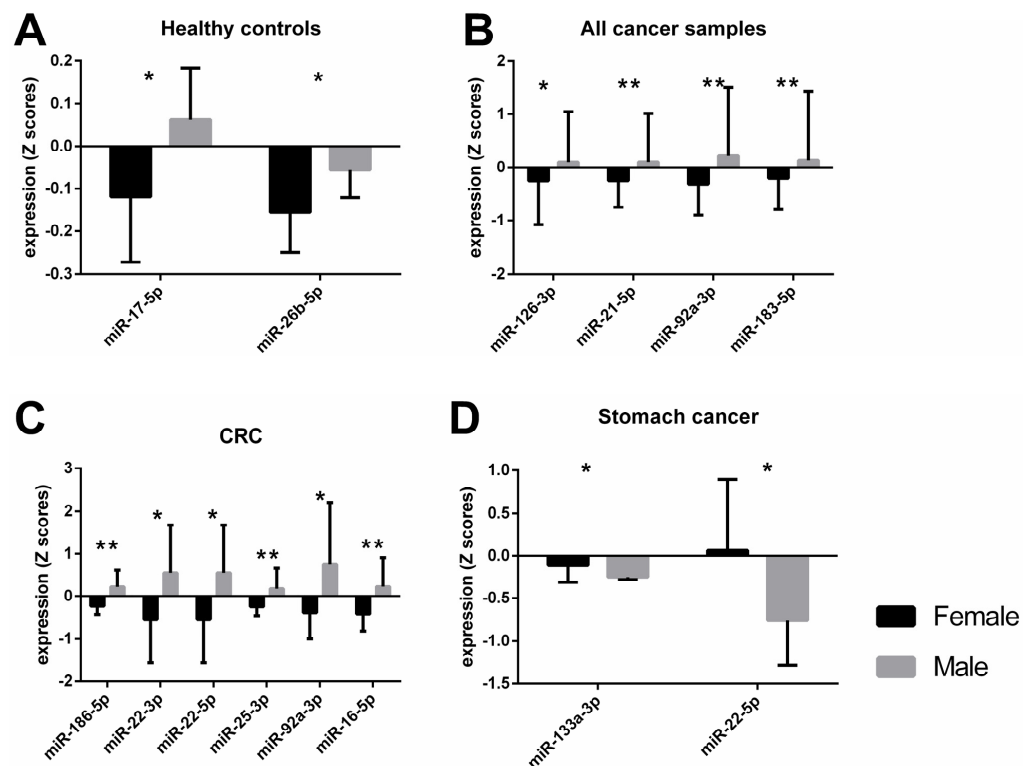 A
Healthy controls
expression (Z scores)
0.2
0.1
0.0
-0.1
-0.2
-0.3
*
*
miR-17-5p
miR-26b-5p
B
All cancer samples
expression (Z scores)
2
1
0
-1
-2
*
**
**
**
miR-126-3p
miR-21-5p
miR-92a-3p
miR-183-5p
C
CRC
expression (Z scores)
3
2
1
0
-1
-2
**
*
*
**
*
**
miR-186-5p
miR-22-3p
miR-22-5p
miR-25-3p
miR-92a-3p
miR-16-5p
D
Stomach cancer
expression (Z scores)
1.0
0.5
0.0
-0.5
-1.0
-1.5
*
*
miR-133a-3p
miR-22-5p
Female
Male